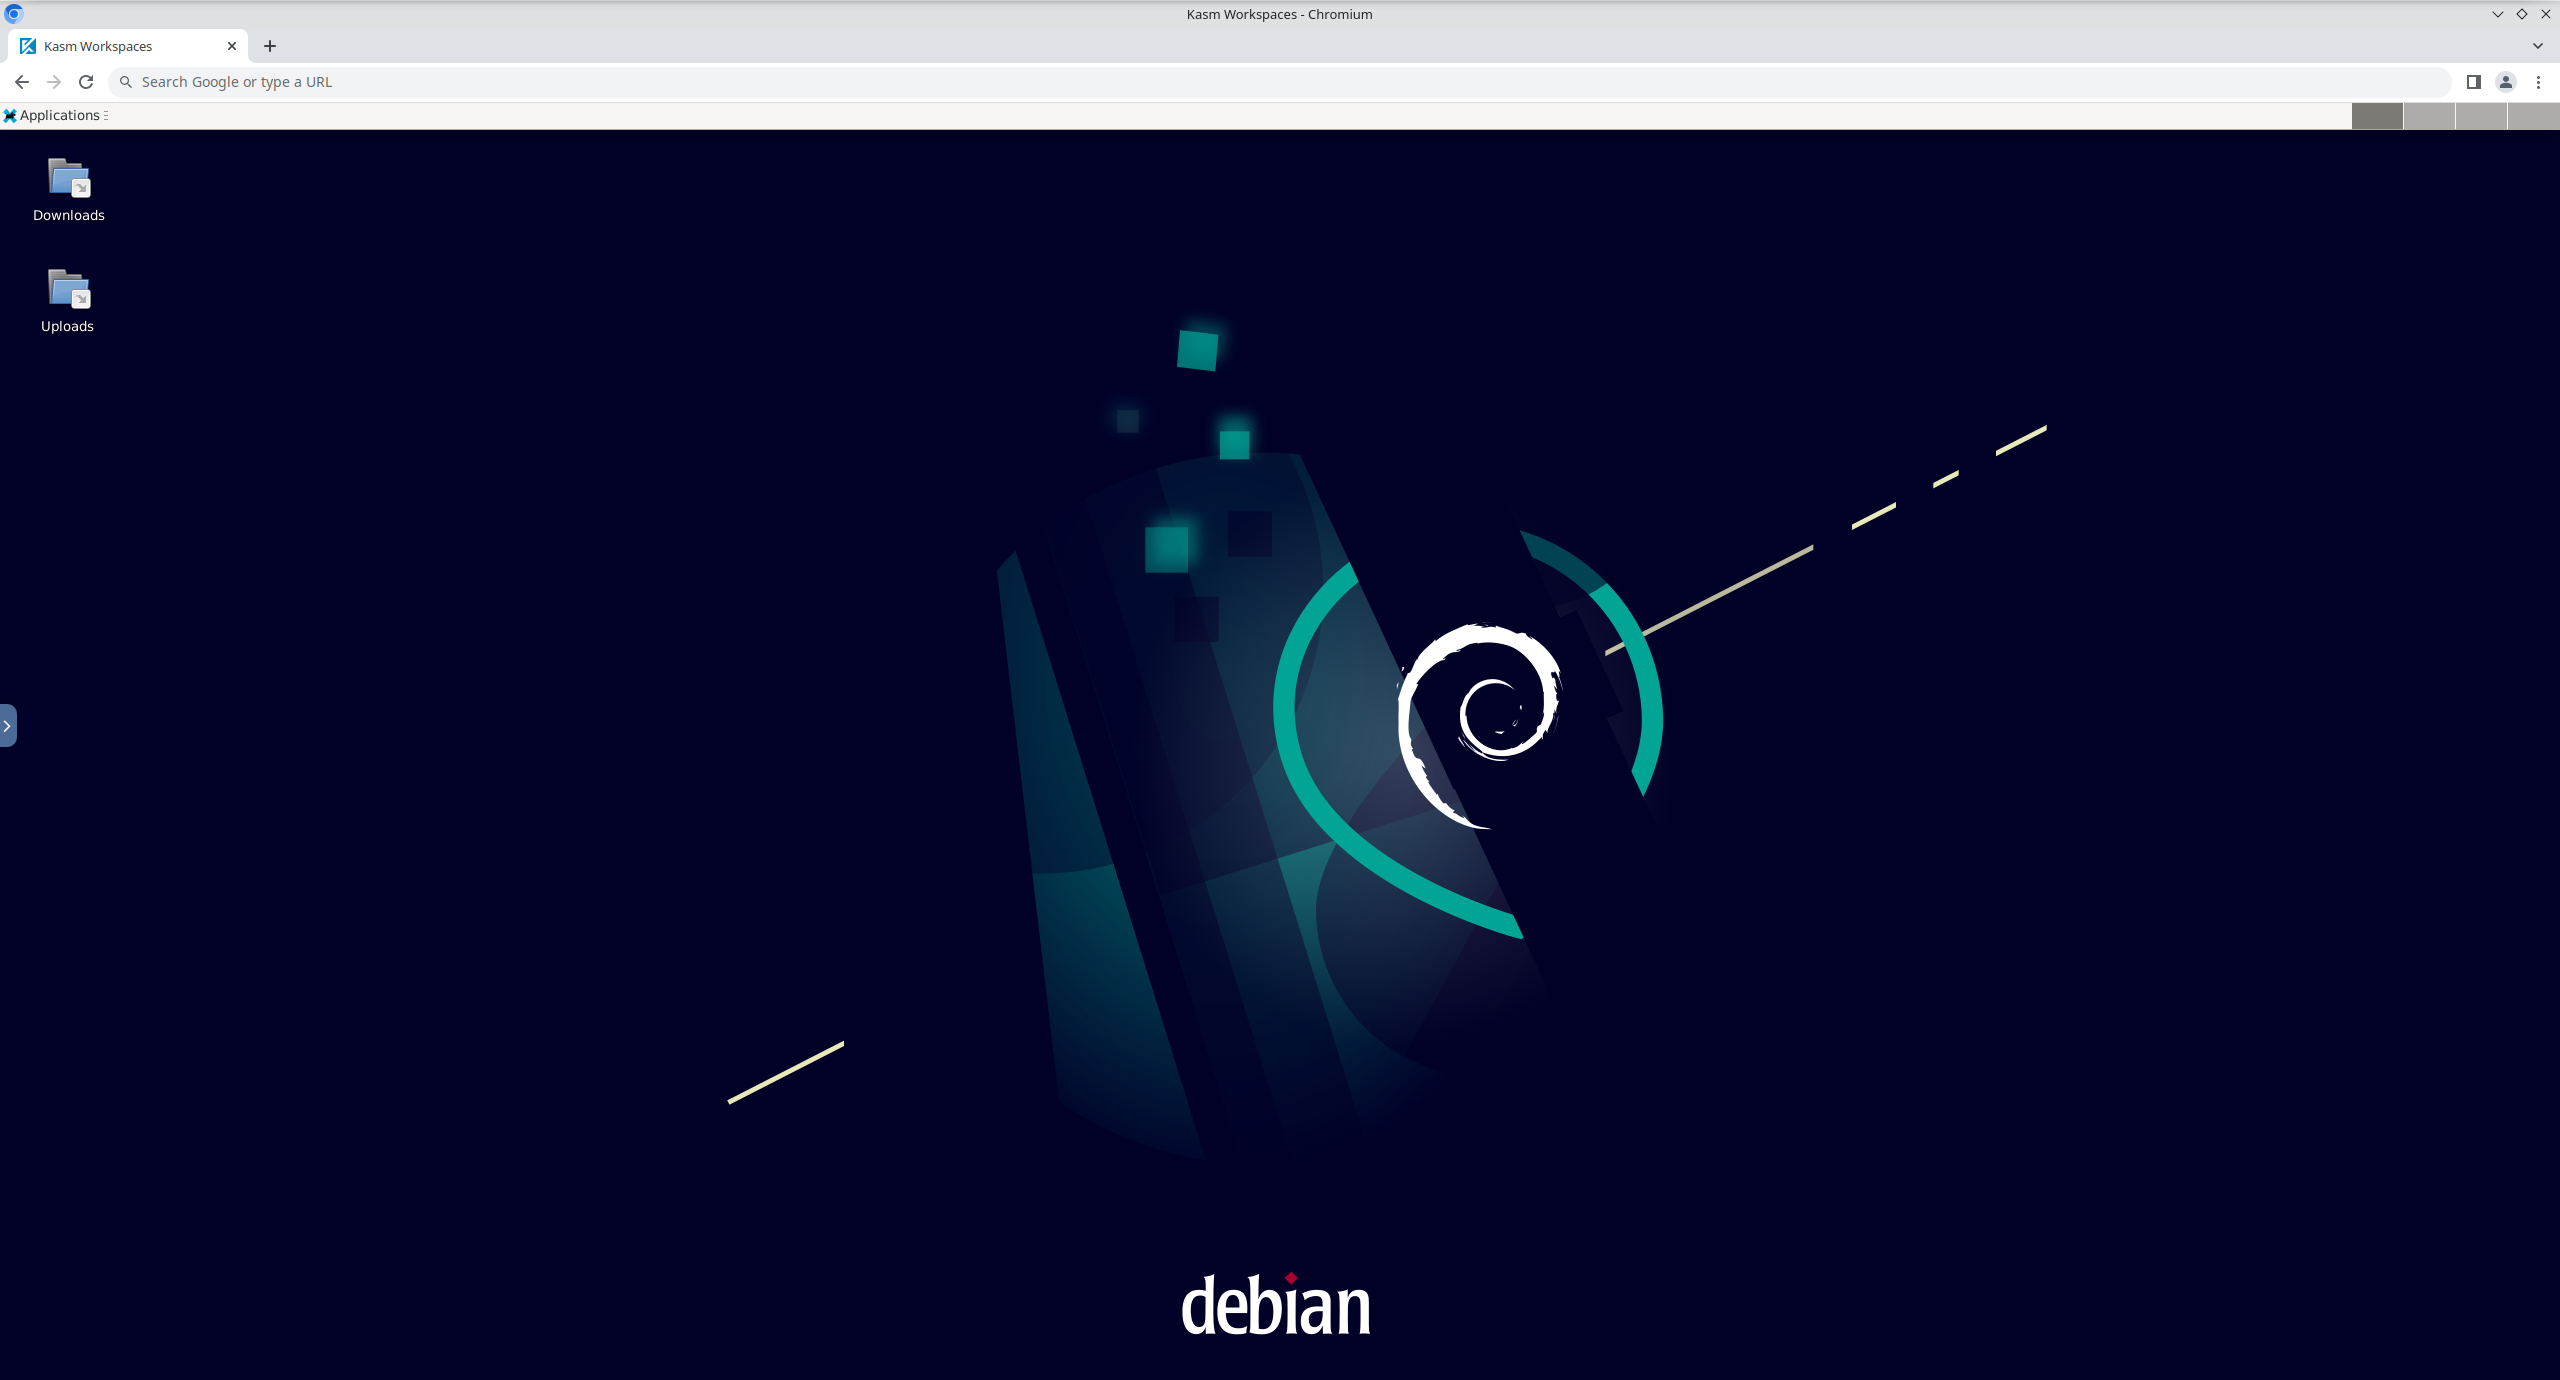 Kasm Workspaces - Chromium
Kasm Workspaces
Search Google or type a URL
Applications
Downloads
Uploads
debian